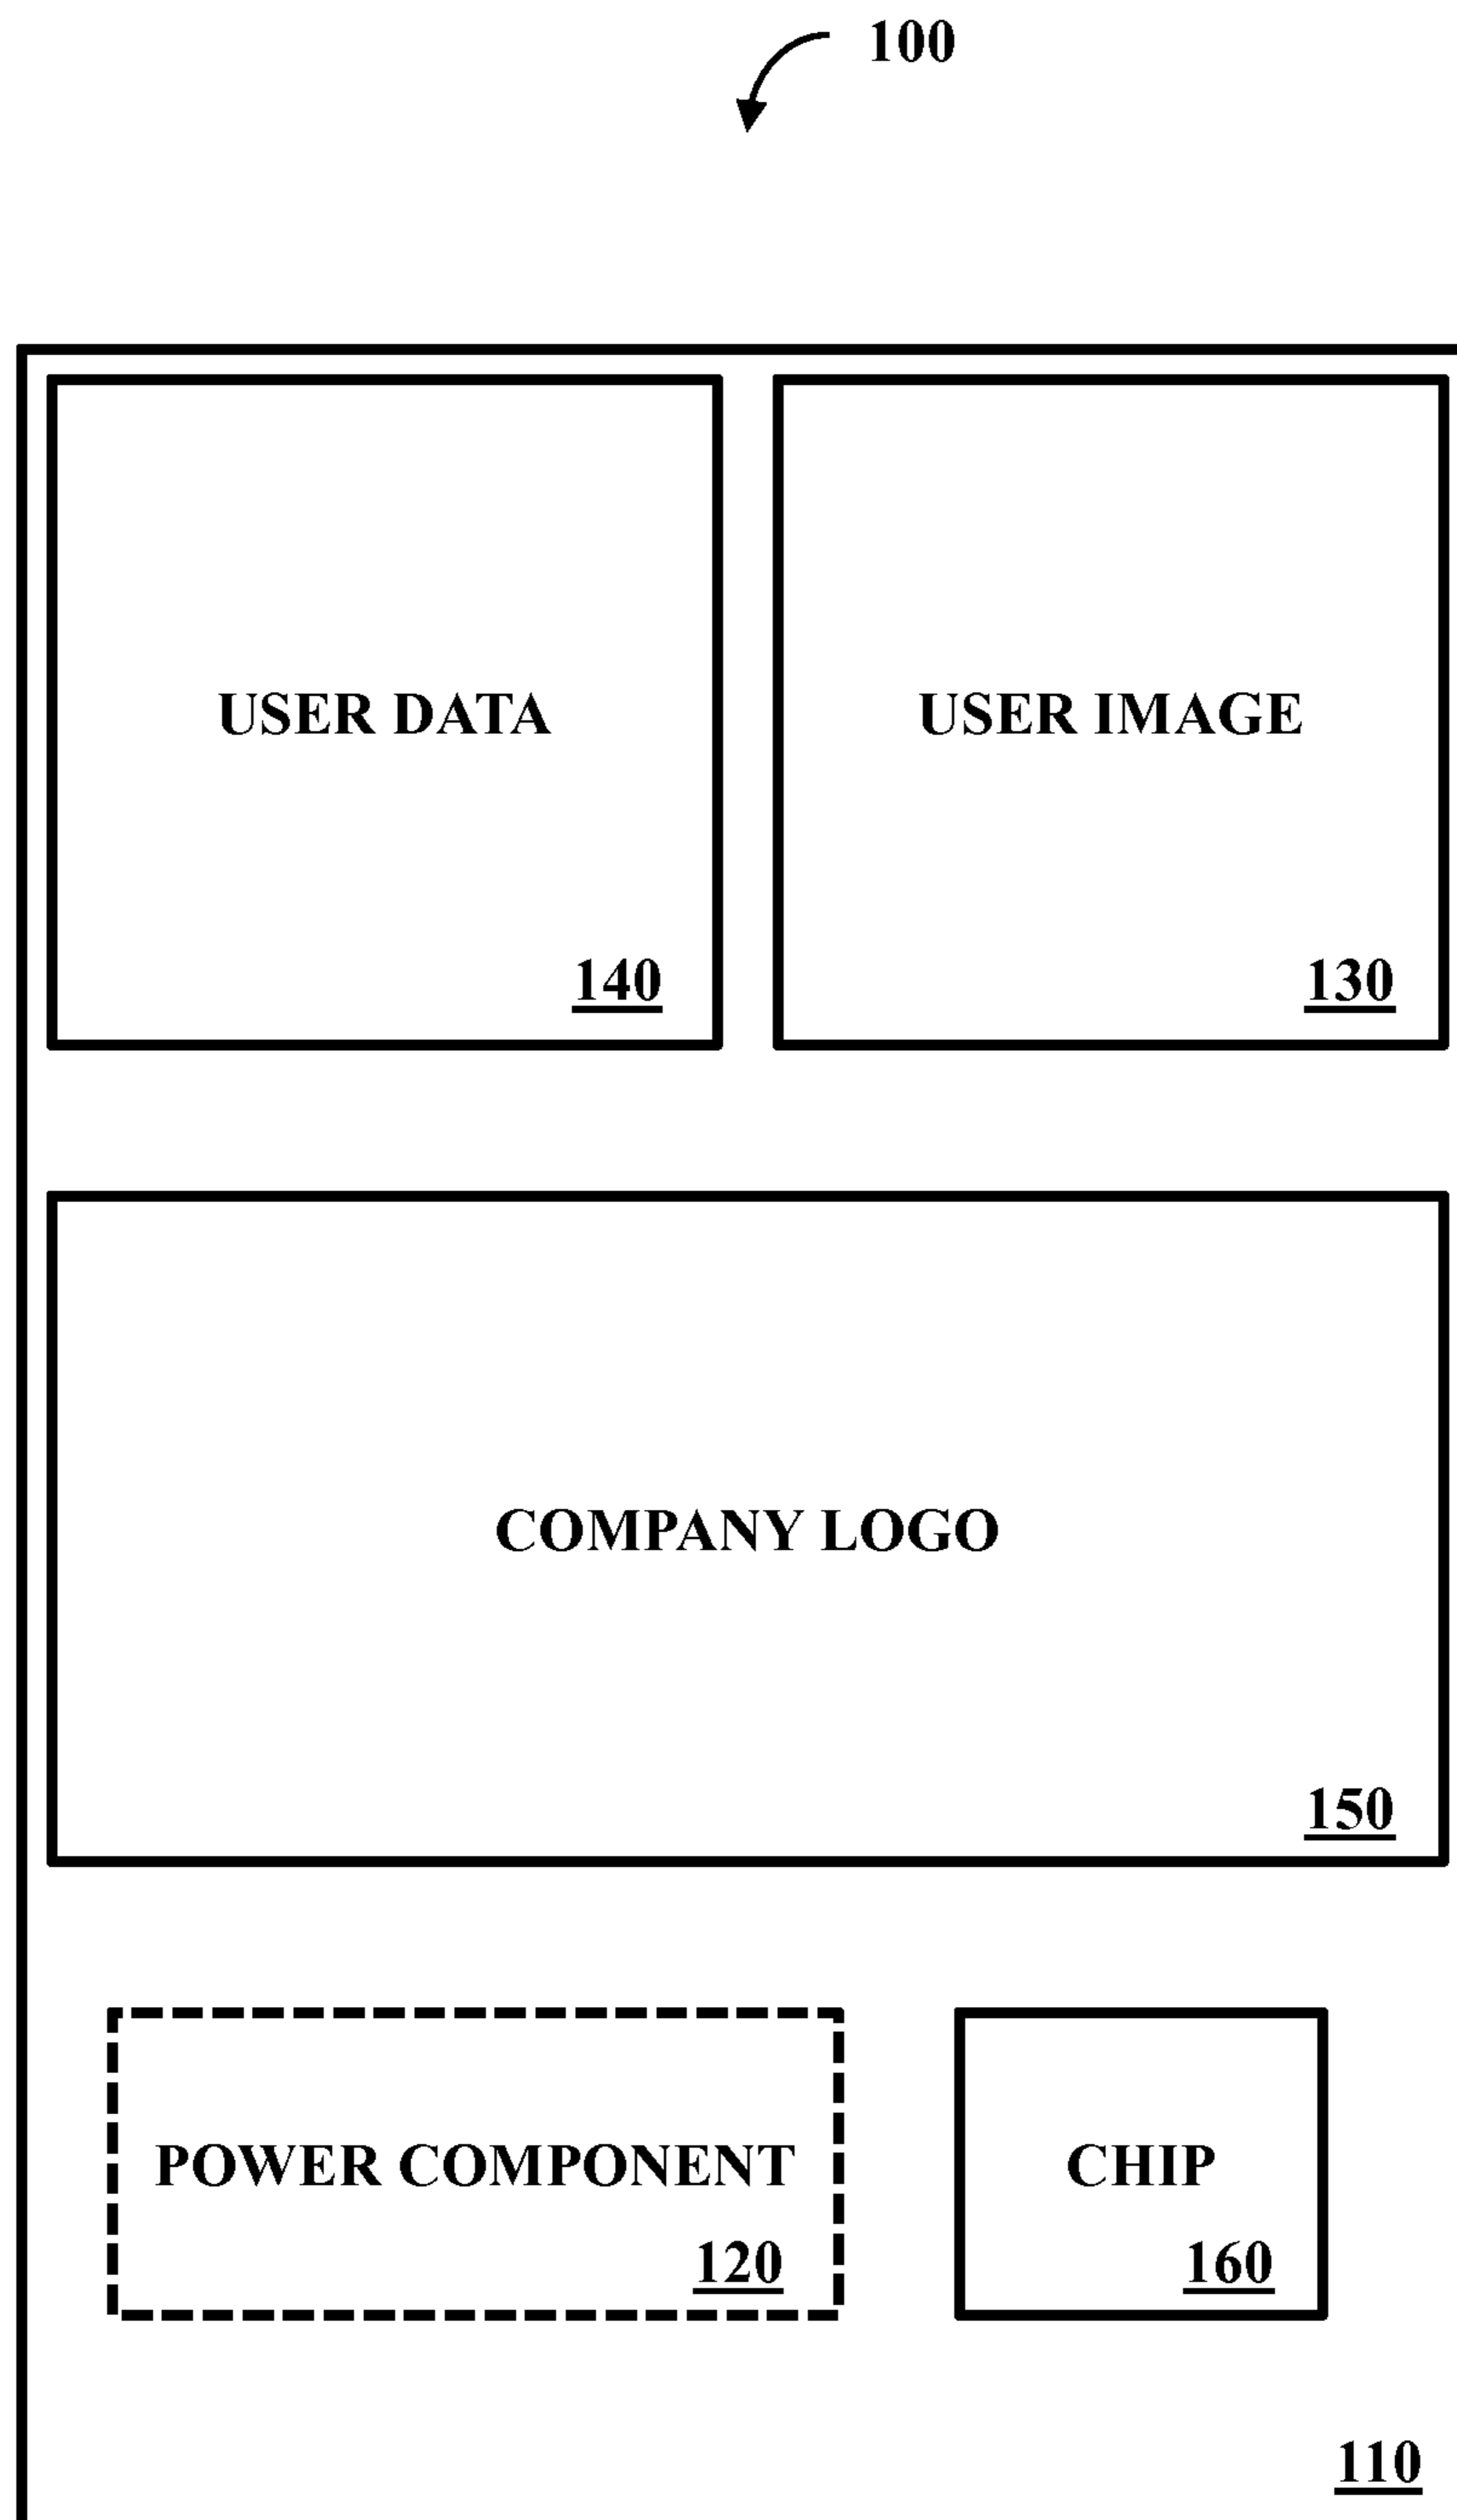 100
USER DATA
140
USER IMAGE
130
COMPANY LOGO
150
POWER COMPONENT
120
CHIP
160
110